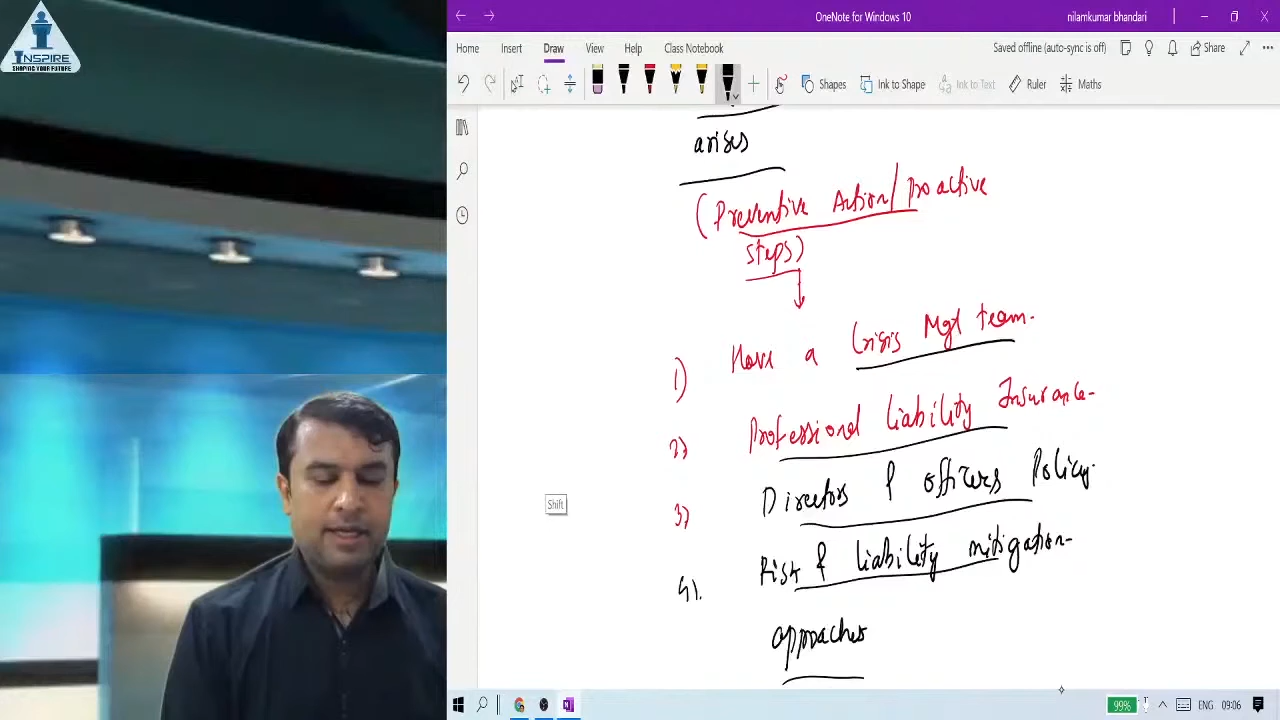 INSPIRE
SHAPING YOUR FUTURE
OneNote for Windows 10
nilamkumar bhandari
Home Insert Draw View Help Class Notebook
Saved offline (auto-sync is off)
Share
Shapes
Ink to Shape
Ink to Text
Ruler
Maths
arises
(Preventive Action/proactive
steps)
1) Have a Crisis Mgt team.
2) Professional liability Insurance-
3) Directors & officers Policy.
4). Risk & liability mitigation-
approaches
Shift
99%
ENG 09:06